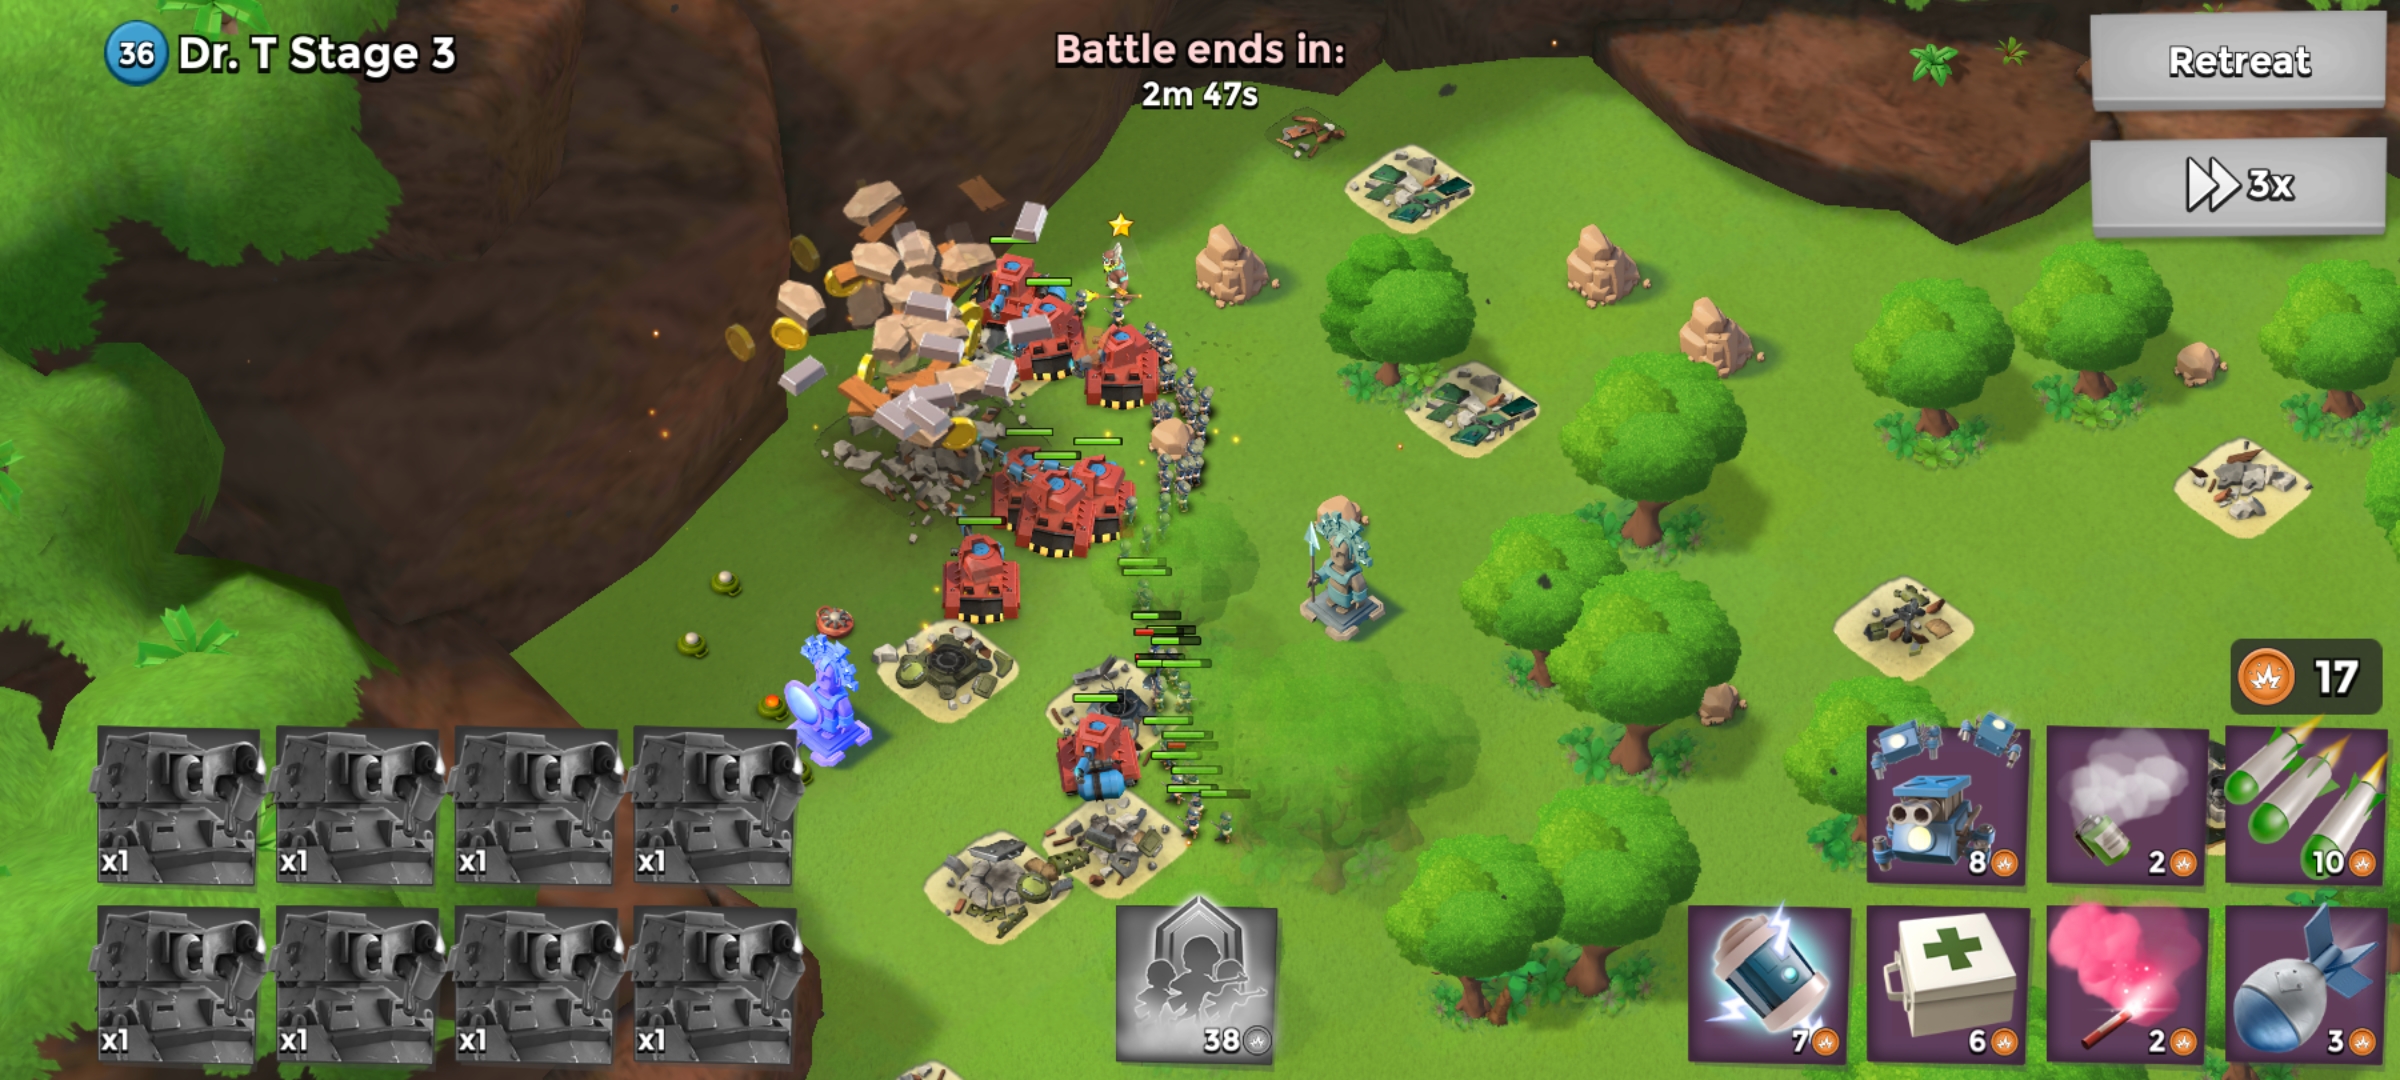 36 Dr. T Stage 3
Battle ends in:
2m 47s
Retreat
3x
17
x1 x1 x1 x1
8 2 10
x1 x1 x1 x1
38
7 6 2 3